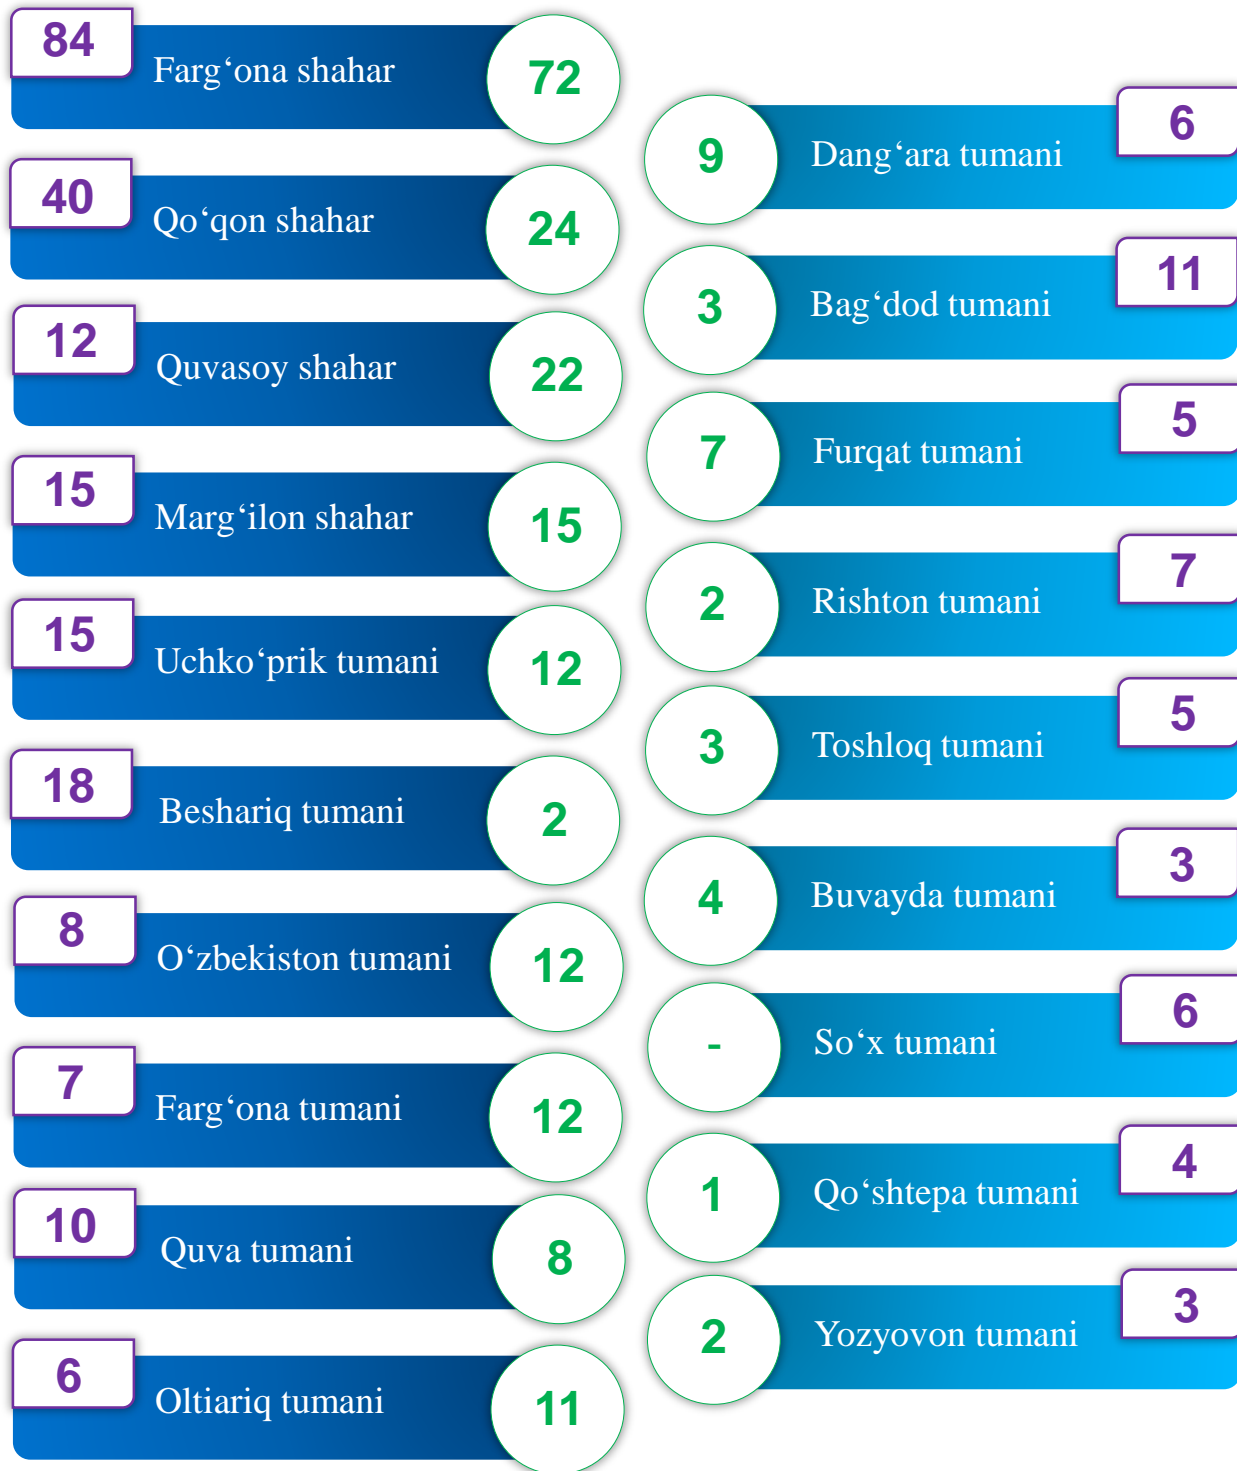 84
Farg‘ona shahar
72
40
Qo‘qon shahar
24
12
Quvasoy shahar
22
15
Marg‘ilon shahar
15
15
Uchko‘prik tumani
12
18
Beshariq tumani
2
8
O‘zbekiston tumani
12
7
Farg‘ona tumani
12
10
Quva tumani
8
6
Oltiariq tumani
11
9
Dang‘ara tumani
6
3
Bag‘dod tumani
11
7
Furqat tumani
5
2
Rishton tumani
7
3
Toshloq tumani
5
4
Buvayda tumani
3
-
So‘x tumani
6
1
Qo‘shtepa tumani
4
2
Yozyovon tumani
3